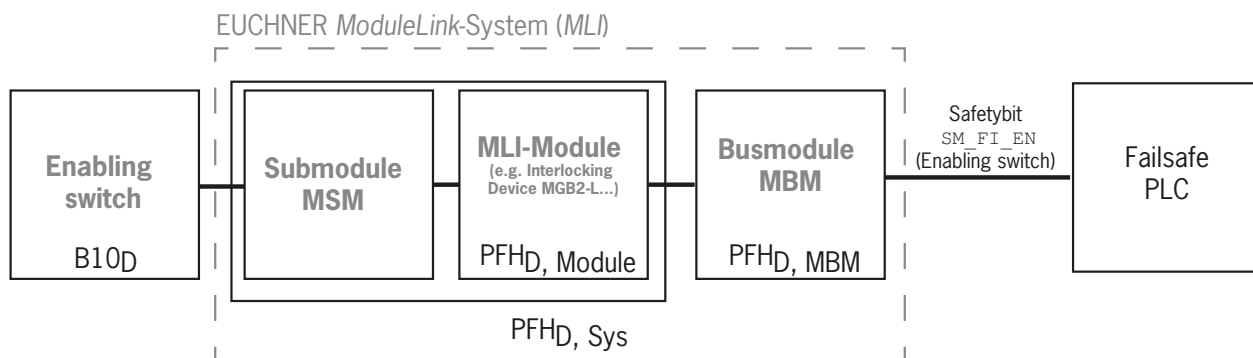 EUCHNER ModuleLink-System (MLI)
Enabling
switch
B10D
Submodule
MSM
MLI-Module
(e.g. Interlocking
Device MGB2-L...)
PFHD, Module
Busmodule
MBM
PFHD, MBM
PFHD, Sys
Safetybit
SM_FI_EN
(Enabling switch)
Failsafe
PLC